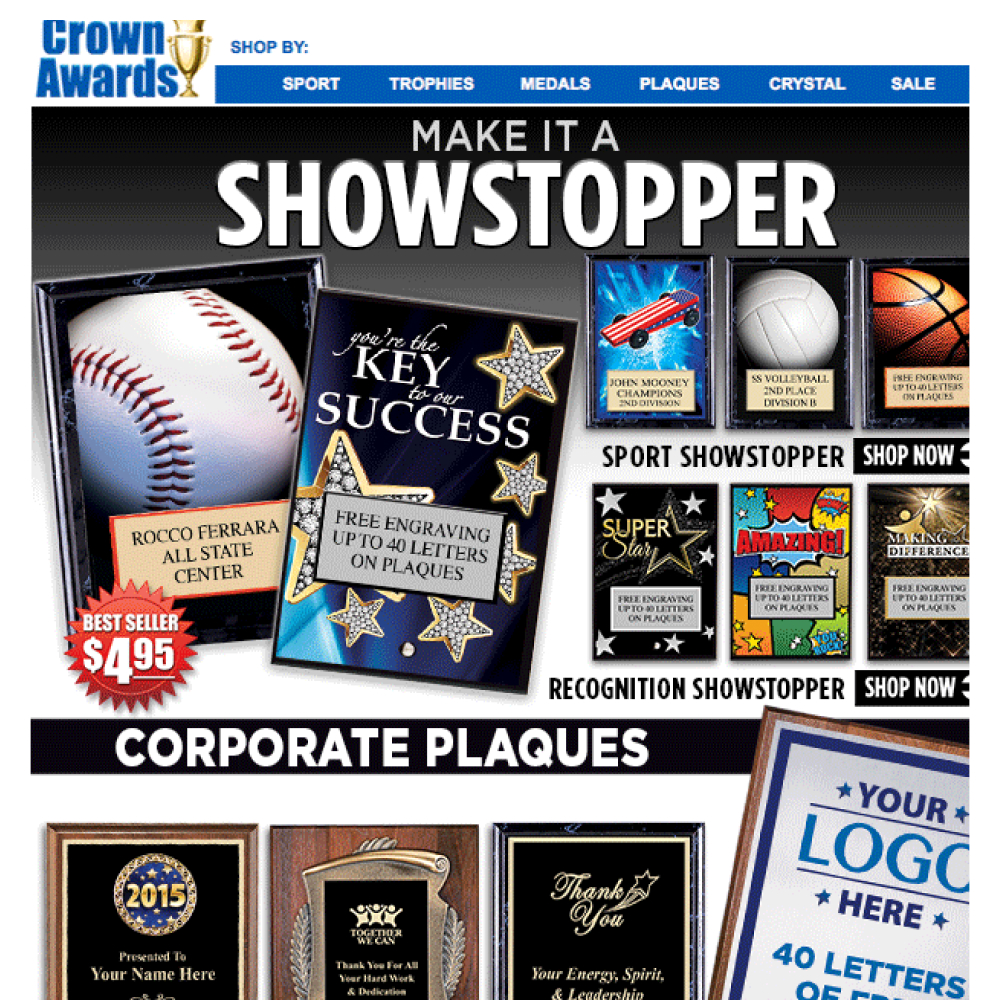 Crown
Awards
SHOP BY:
SPORT TROPHIES MEDALS PLAQUES CRYSTAL SALE
MAKE IT A
SHOWSTOPPER
ROCCO FERRARA
ALL STATE
CENTER
you're the
KEY
to our
SUCCESS
FREE ENGRAVING
UP TO 40 LETTERS
ON PLAQUES
BEST SELLER
$4.95
JOHN MOONEY
CHAMPIONS
2ND DIVISION
SS VOLLEYBALL
2ND PLACE
DIVISION B
FREE ENGRAVING
UP TO 40 LETTERS
ON PLAQUES
SPORT SHOWSTOPPER SHOP NOW
SUPER
Star
FREE ENGRAVING
UP TO 40 LETTERS
ON PLAQUES
AMAZING!
FREE ENGRAVING
UP TO 40 LETTERS
ON PLAQUES
YOU
ROCK!
MAKING A
DIFFERENCE
FREE ENGRAVING
UP TO 40 LETTERS
ON PLAQUES
RECOGNITION SHOWSTOPPER SHOP NOW
CORPORATE PLAQUES
2015
Presented To
Your Name Here
TOGETHER
WE CAN
Thank You For All
Your Hard Work
& Dedication
Thank
You
Your Energy, Spirit,
& Leadership
YOUR
LOGO
HERE
40 LETTERS